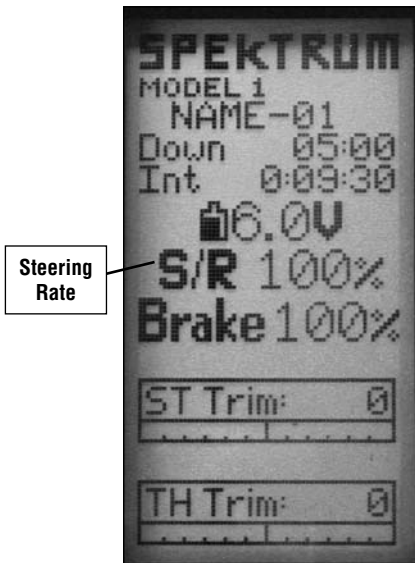 SPEKTRUM
MODEL 1
NAME-01
Down 05:00
Int 0:09:30
6.0V
Steering
Rate
S/R 100%
Brake 100%
ST Trim: 0
TH Trim: 0